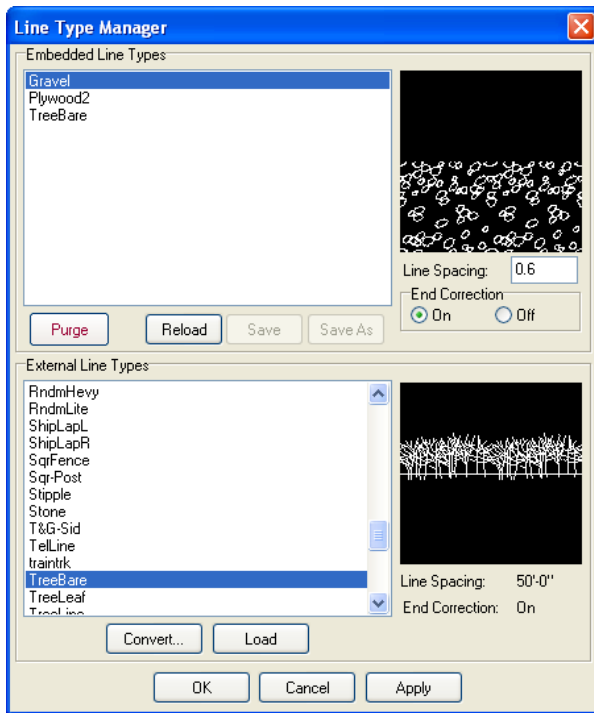 Line Type Manager
Embedded Line Types
Gravel
Plywood2
TreeBare
Line Spacing: 0.6
End Correction
On Off
Purge Reload Save Save As
External Line Types
RndmHevy
RndmLite
ShipLapL
ShipLapR
SqrFence
Sqr-Post
Stipple
Stone
T&G-Sid
TelLine
traintrk
TreeBare
TreeLeaf
TreeLine
Line Spacing: 50'-0"
End Correction: On
Convert... Load
OK Cancel Apply